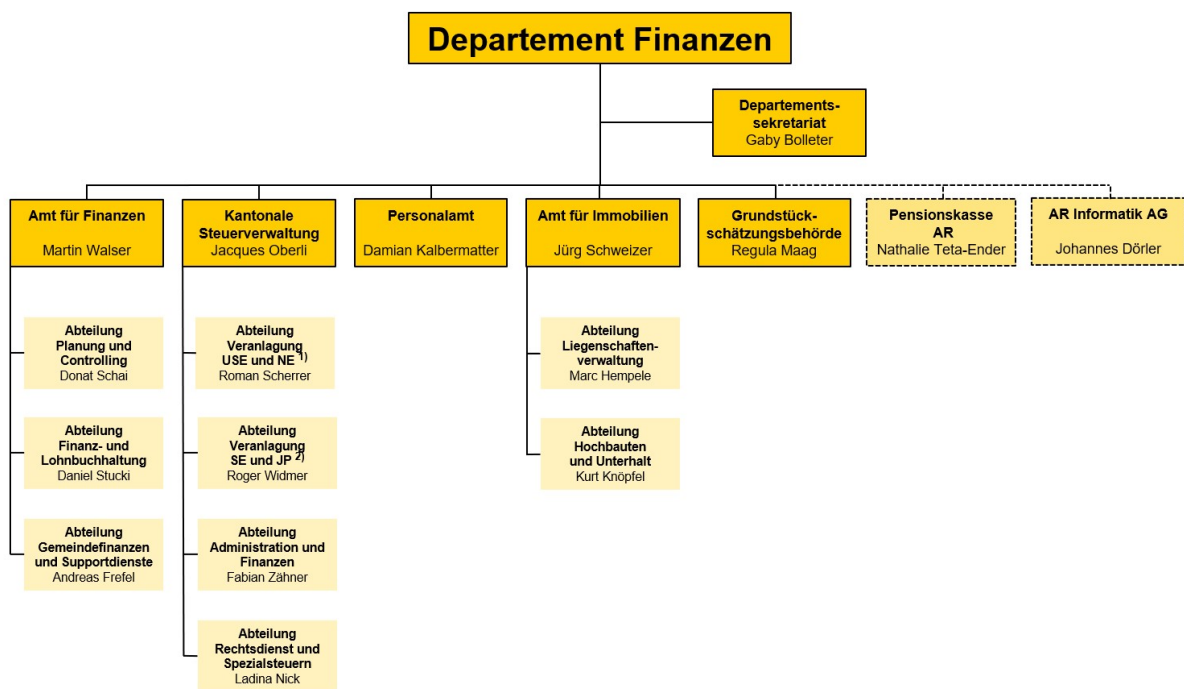 Departement Finanzen
Departements-
sekretariat
Gaby Bolleter
Amt für Finanzen
Martin Walser
Kantonale
Steuerverwaltung
Jacques Oberli
Personalamt
Damian Kalbermatter
Amt für Immobilien
Jürg Schweizer
Grundstück-
schätzungsbehörde
Regula Maag
Pensionskasse
AR
Nathalie Teta-Ender
AR Informatik AG
Johannes Dörler
Abteilung
Planung und
Controlling
Donat Schai
Abteilung
Finanz- und
Lohnbuchhaltung
Daniel Stucki
Abteilung
Gemeindefinanzen
und Supportdienste
Andreas Frefel
Abteilung
Veranlagung
USE und NE 1)
Roman Scherrer
Abteilung
Veranlagung
SE und JP 2)
Roger Widmer
Abteilung
Administration und
Finanzen
Fabian Zähner
Abteilung
Rechtsdienst und
Spezialsteuern
Ladina Nick
Abteilung
Liegenschaften-
verwaltung
Marc Hempele
Abteilung
Hochbauten
und Unterhalt
Kurt Knöpfel